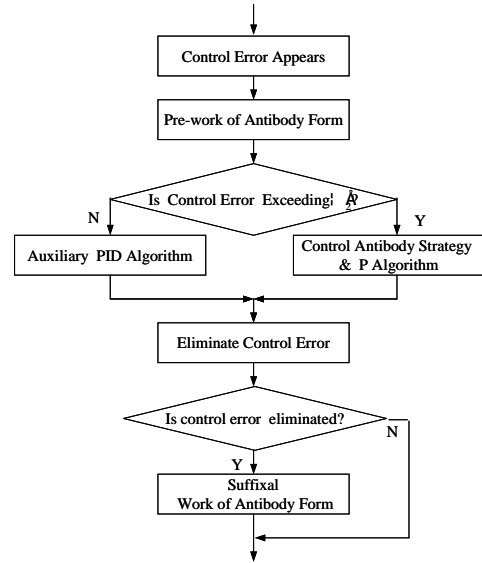 Control Error Appears
Pre-work of Antibody Form
Is Control Error Exceeding
N
Y
Auxiliary PID Algorithm
Control Antibody Strategy
& P Algorithm
Eliminate Control Error
Is control error eliminated?
N
Y
Suffixal
Work of Antibody Form